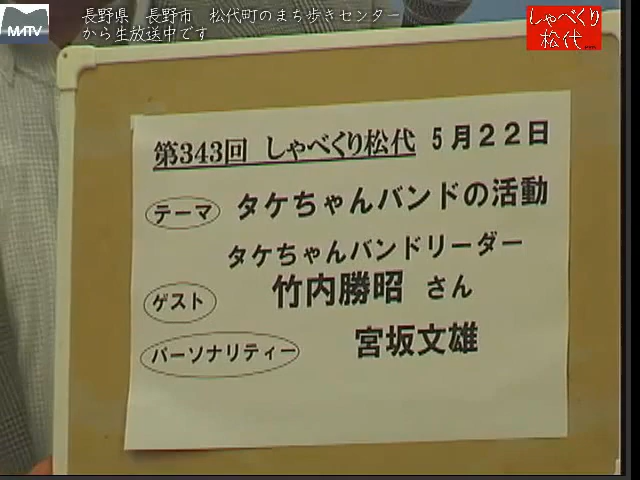 MATV
長野県 長野市 松代町のまち歩きセンター
から生放送中です
しゃべくり
松代
第343回 しゃべくり松代 5月22日
テーマ タケちゃんバンドの活動
タケちゃんバンドリーダー
ゲスト 竹内勝昭 さん
パーソナリティー 宮坂文雄